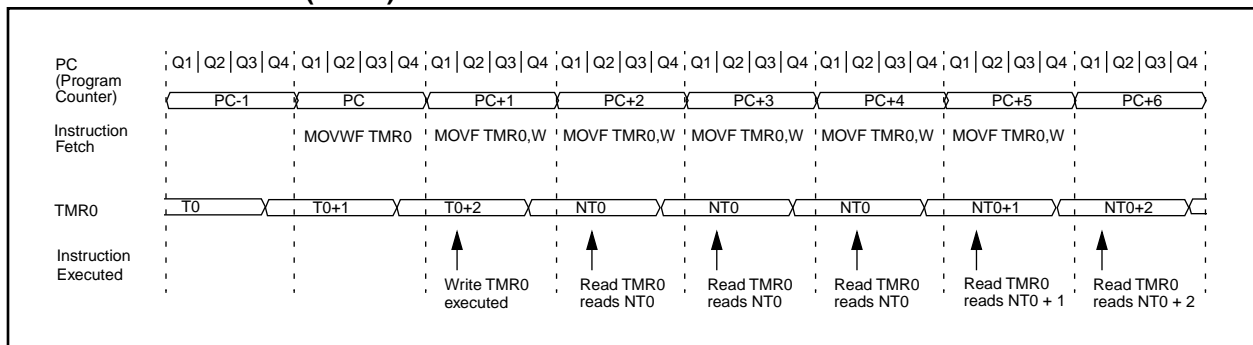 PC
(Program
Counter)
Q1 Q2 Q3 Q4 Q1 Q2 Q3 Q4 Q1 Q2 Q3 Q4 Q1 Q2 Q3 Q4 Q1 Q2 Q3 Q4 Q1 Q2 Q3 Q4 Q1 Q2 Q3 Q4 Q1 Q2 Q3 Q4
PC-1 PC PC+1 PC+2 PC+3 PC+4 PC+5 PC+6
Instruction
Fetch
MOVWF TMR0 MOVF TMR0,W MOVF TMR0,W MOVF TMR0,W MOVF TMR0,W MOVF TMR0,W
TMR0
T0 T0+1 T0+2 NT0 NT0 NT0 NT0+1 NT0+2
Instruction
Executed
Write TMR0
executed
Read TMR0
reads NT0
Read TMR0
reads NT0
Read TMR0
reads NT0
Read TMR0
reads NT0 + 1
Read TMR0
reads NT0 + 2